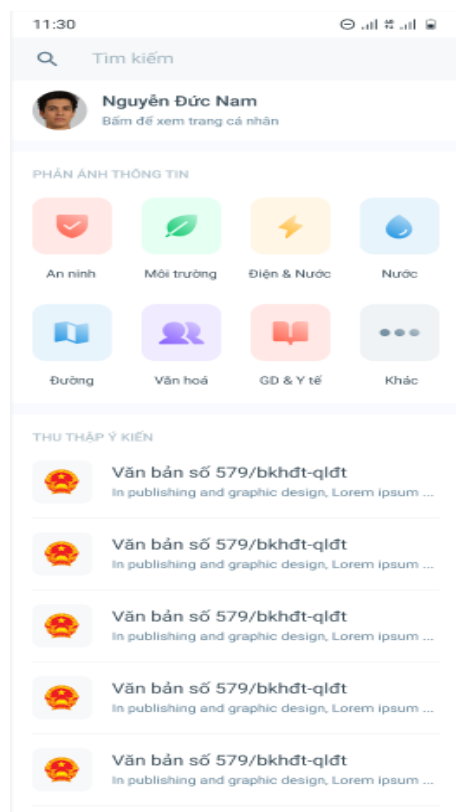 11:30
Tìm kiếm
Nguyễn Đức Nam
Bấm để xem trang cá nhân
PHẢN ÁNH THÔNG TIN
An ninh Môi trường Điện & Nước Nước
Đường Văn hoá GD & Y tế Khác
THU THẬP Ý KIẾN
Văn bản số 579/bkhđt-qlđt
In publishing and graphic design, Lorem ipsum ...
Văn bản số 579/bkhđt-qlđt
In publishing and graphic design, Lorem ipsum ...
Văn bản số 579/bkhđt-qlđt
In publishing and graphic design, Lorem ipsum ...
Văn bản số 579/bkhđt-qlđt
In publishing and graphic design, Lorem ipsum ...
Văn bản số 579/bkhđt-qlđt
In publishing and graphic design, Lorem ipsum ...